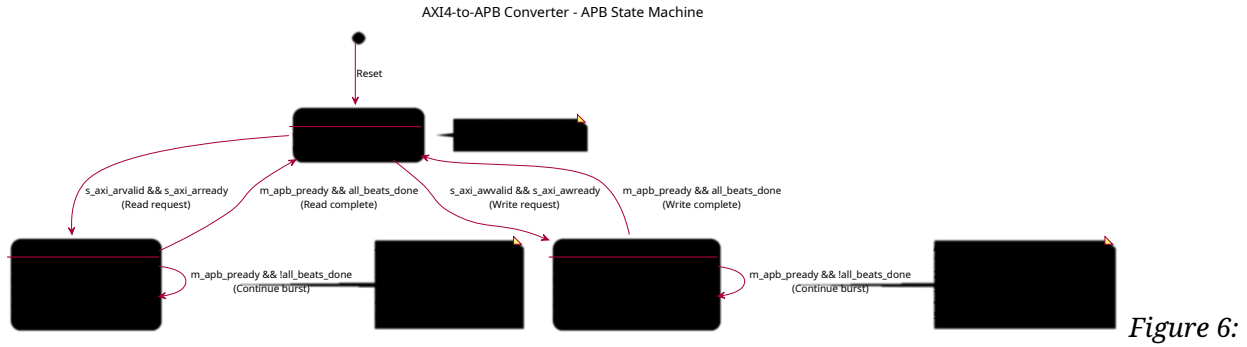 AXI4-to-APB Converter - APB State Machine
Reset
s_axi_arvalid && s_axi_arready
(Read request)
m_apb_pready && all_beats_done
(Read complete)
s_axi_awvalid && s_axi_awready
(Write request)
m_apb_pready && all_beats_done
(Write complete)
m_apb_pready && !all_beats_done
(Continue burst)
m_apb_pready && !all_beats_done
(Continue burst)
Figure 6: